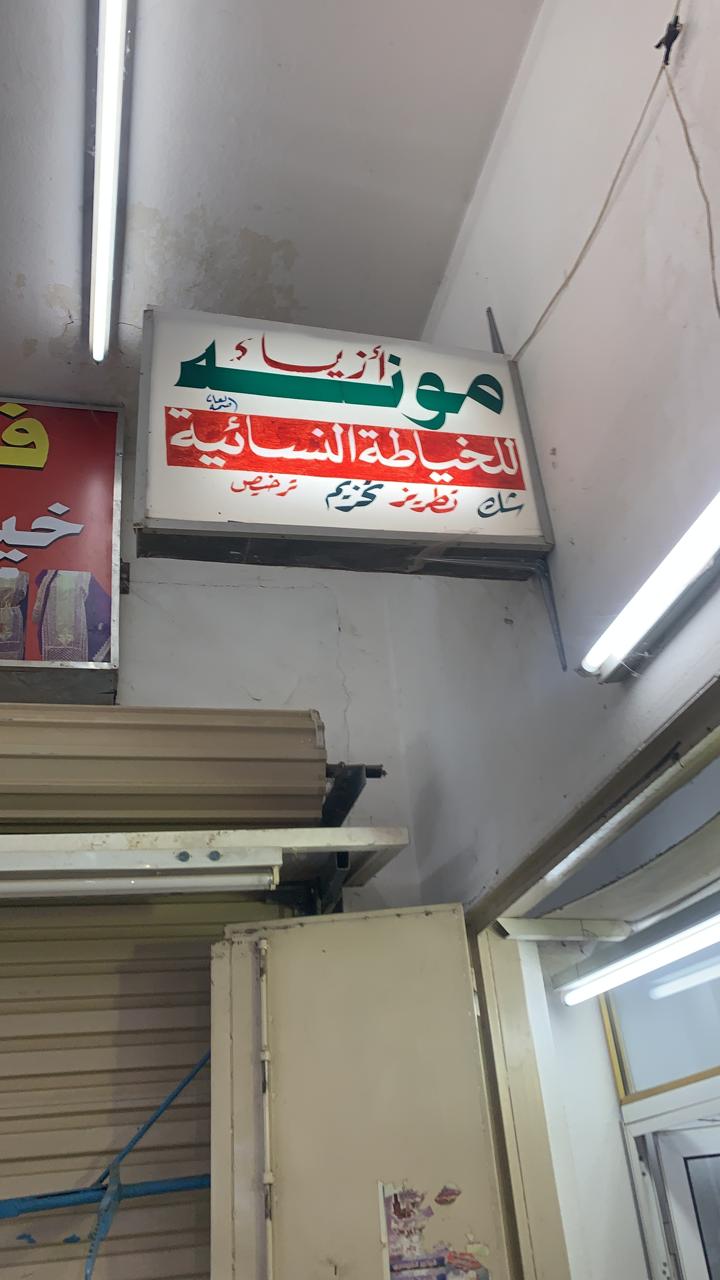 أزياء
مونه
للخياطة النسائية
شك تطريز تخريم ترخيص